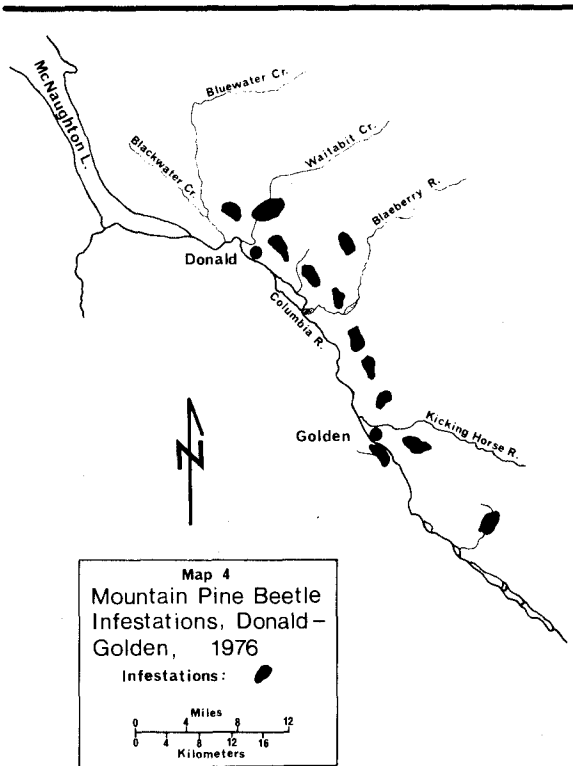 McNaughton L.
Bluewater Cr.
Blackwater Cr.
Waitabit Cr.
Blaeberry R.
Donald
Columbia R.
Golden
Kicking Horse R.
N
Map 4
Mountain Pine Beetle
Infestations, Donald–
Golden, 1976
Infestations:
Miles
0 4 8 12
0 4 8 12 16
Kilometers